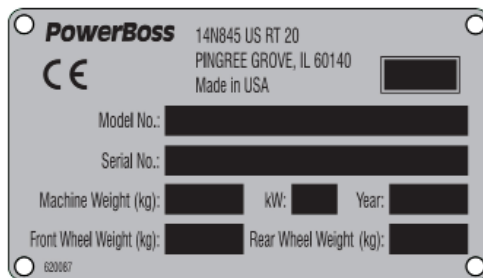 PowerBoss
14N845 US RT 20
PINGREE GROVE, IL 60140
Made in USA
CE
Model No.:
Serial No.:
Machine Weight (kg):
kW:
Year:
Front Wheel Weight (kg):
Rear Wheel Weight (kg):
620087